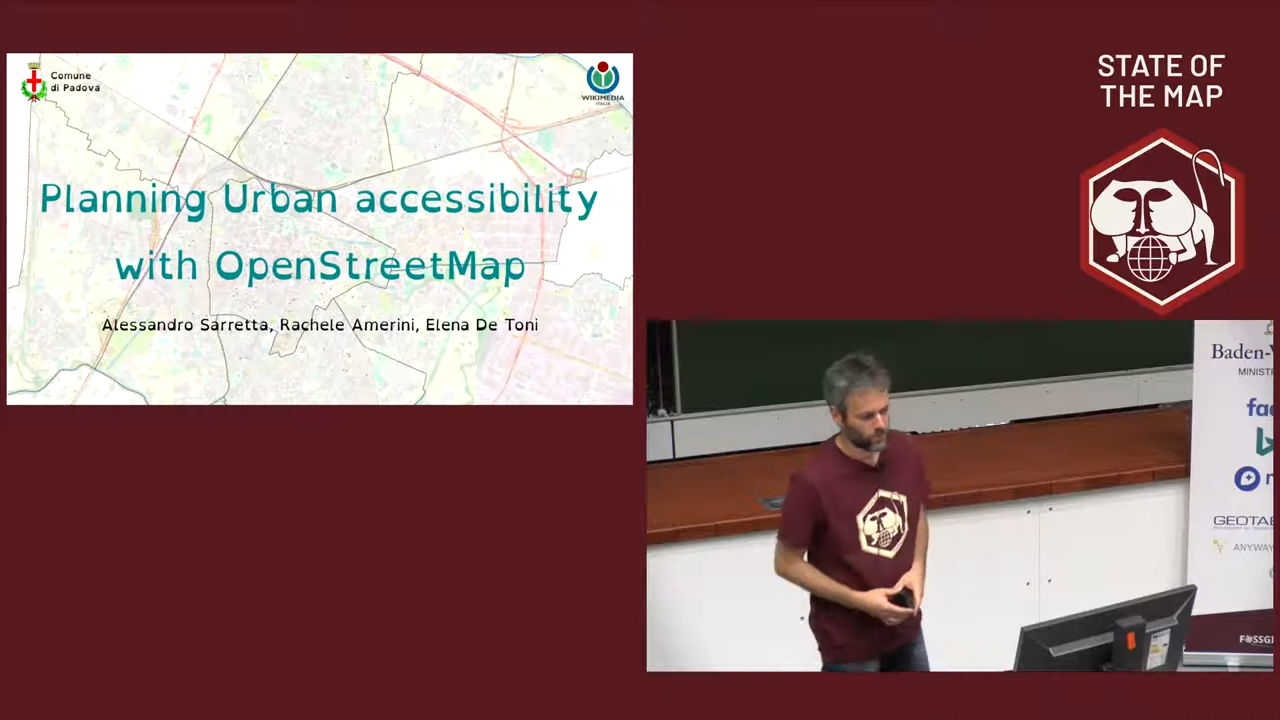 Comune
di Padova
WIKIMEDIA
ITALIA
Planning Urban accessibility
with OpenStreetMap
Alessandro Sarretta, Rachele Amerini, Elena De Toni
STATE OF
THE MAP
Baden-
MINIST
GEOTA
ANYWAY